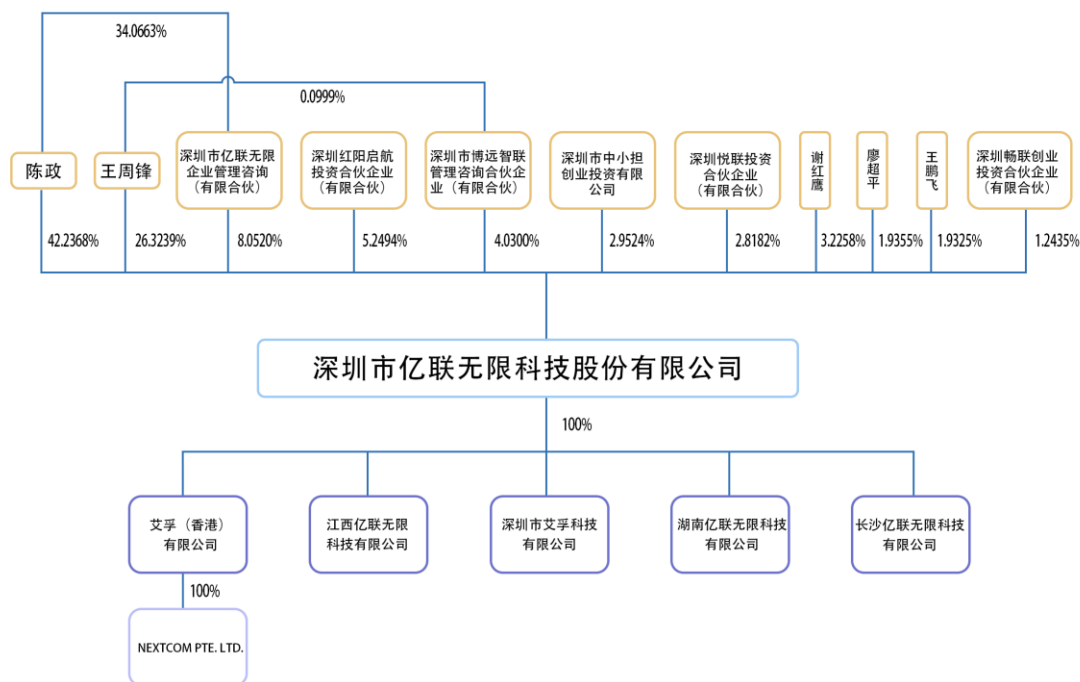 34.0663%
0.0999%
陈政
王周锋
深圳市亿联无限
企业管理咨询
（有限合伙）
深圳红阳启航
投资合伙企业
（有限合伙）
深圳市博远智联
管理咨询合伙企
业（有限合伙）
深圳市中小担
创业投资有限
公司
深圳悦联投资
合伙企业
（有限合伙）
谢红鹰
廖超平
王鹏飞
深圳畅联创业
投资合伙企业
（有限合伙）
42.2368%
26.3239%
8.0520%
5.2494%
4.0300%
2.9524%
2.8182%
3.2258%
1.9355%
1.9325%
1.2435%
深圳市亿联无限科技股份有限公司
100%
艾孚（香港）
有限公司
江西亿联无限
科技有限公司
深圳市艾孚科技
有限公司
湖南亿联无限科技
有限公司
长沙亿联无限科技
有限公司
100%
NEXTCOM PTE. LTD.